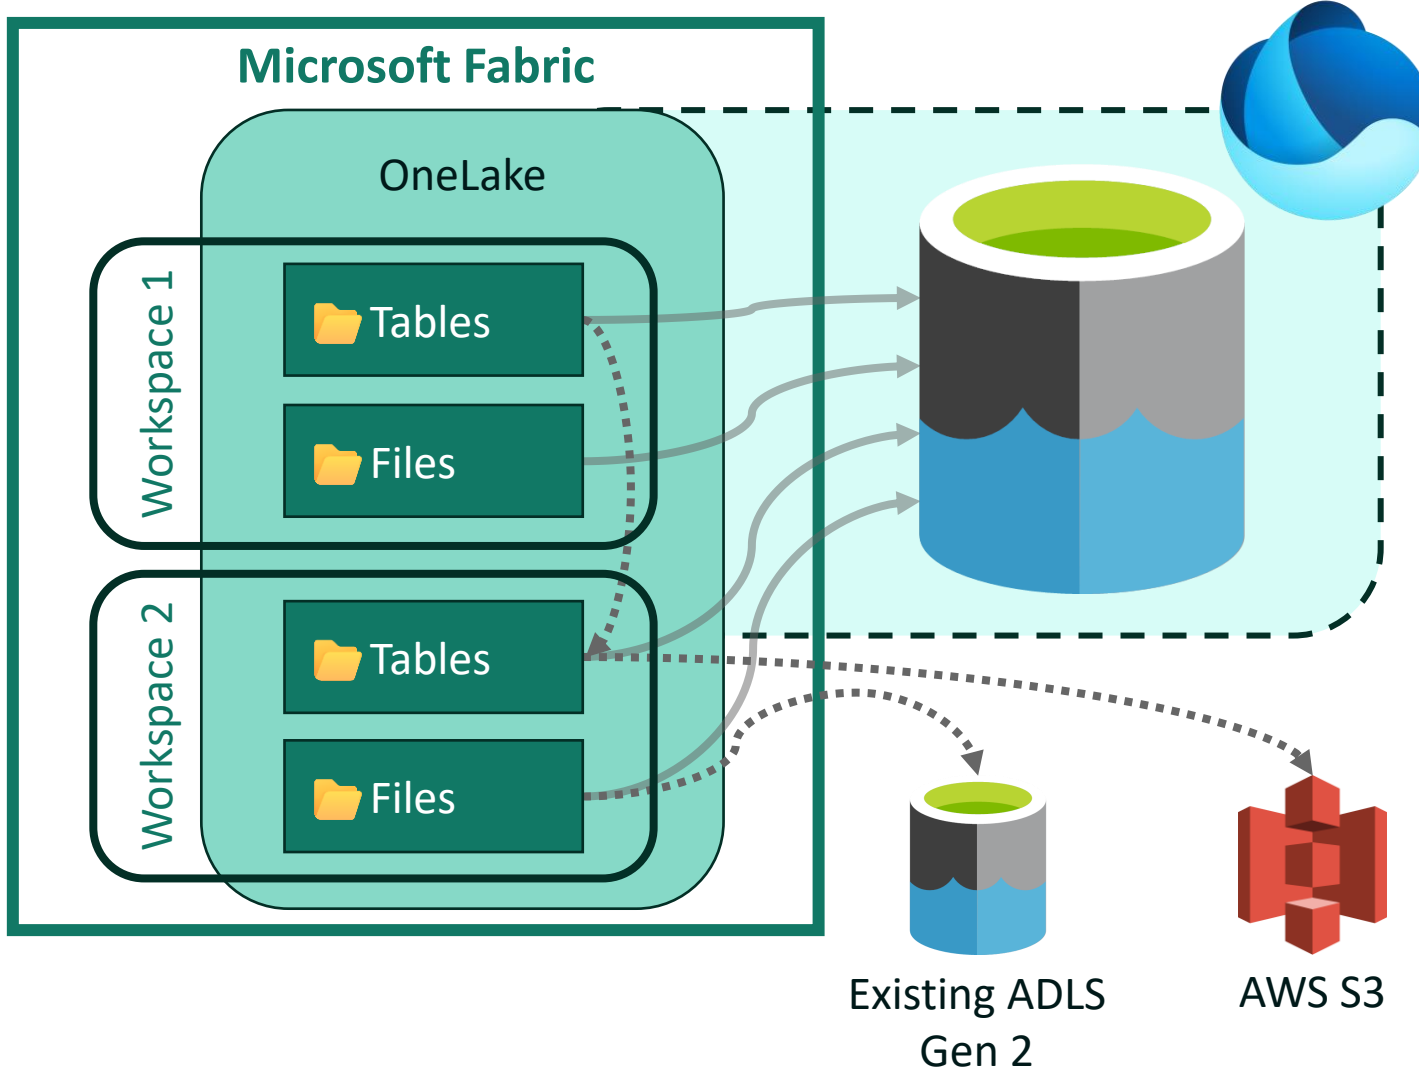 Microsoft Fabric
OneLake
Workspace 1
Tables
Files
Workspace 2
Tables
Files
Existing ADLS
Gen 2
AWS S3